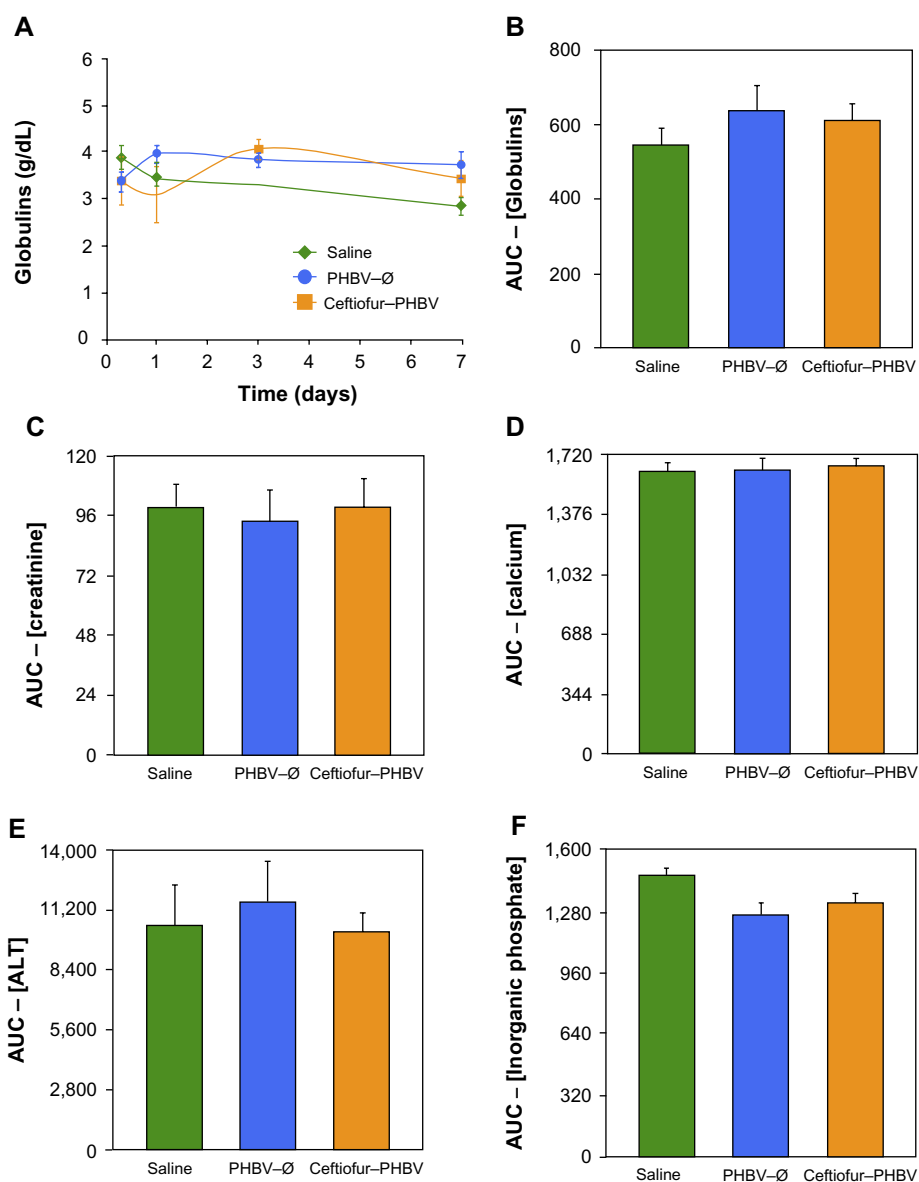 A
Globulins (g/dL)
6
5
4
3
2
1
0
0 1 2 3 4 5 6 7
Time (days)
Saline
PHBV–Ø
Ceftiofur–PHBV
B
AUC – [Globulins]
800
600
400
200
0
Saline PHBV–Ø Ceftiofur–PHBV
C
AUC – [creatinine]
120
96
72
48
24
0
Saline PHBV–Ø Ceftiofur–PHBV
D
AUC – [calcium]
1,720
1,376
1,032
688
344
0
Saline PHBV–Ø Ceftiofur–PHBV
E
AUC – [ALT]
14,000
11,200
8,400
5,600
2,800
0
Saline PHBV–Ø Ceftiofur–PHBV
F
AUC – [Inorganic phosphate]
1,600
1,280
960
640
320
0
Saline PHBV–Ø Ceftiofur–PHBV